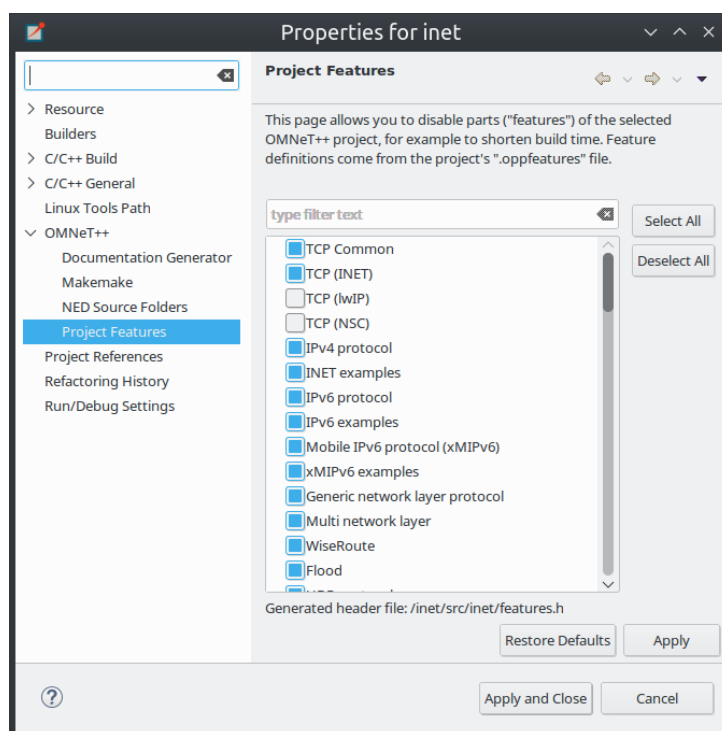 Properties for inet
Resource
Builders
C/C++ Build
C/C++ General
Linux Tools Path
OMNeT++
Documentation Generator
Makemake
NED Source Folders
Project Features
Project References
Refactoring History
Run/Debug Settings
Project Features
This page allows you to disable parts ("features") of the selected
OMNeT++ project, for example to shorten build time. Feature
definitions come from the project's ".oppfeatures" file.
type filter text
Select All
Deselect All
TCP Common
TCP (INET)
TCP (lwIP)
TCP (NSC)
IPv4 protocol
INET examples
IPv6 protocol
IPv6 examples
Mobile IPv6 protocol (xMIPv6)
xMIPv6 examples
Generic network layer protocol
Multi network layer
WiseRoute
Flood
Generated header file: /inet/src/inet/features.h
Restore Defaults
Apply
?
Apply and Close
Cancel